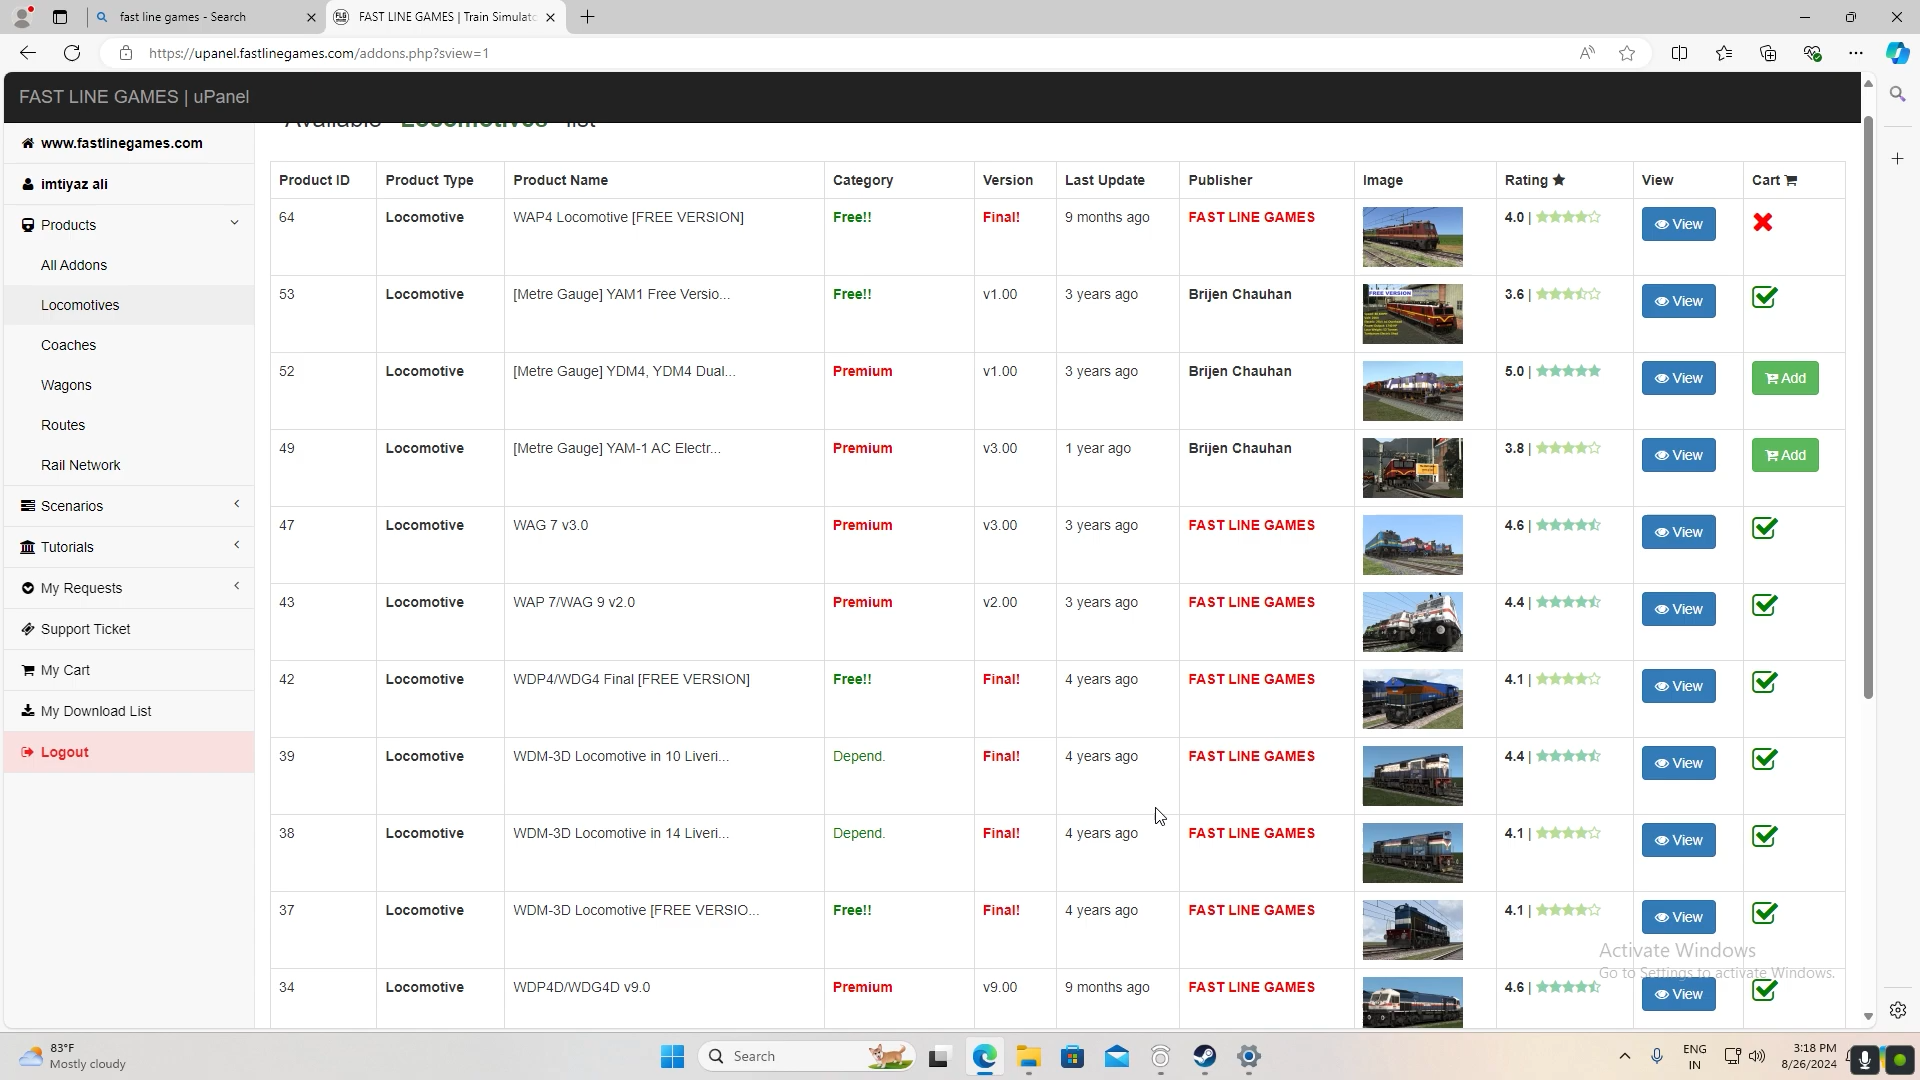 fast line games - Search
FAST LINE GAMES | Train Simulato
https://upanel.fastlinegames.com/addons.php?sview=1
FAST LINE GAMES | uPanel
www.fastlinegames.com
imtiyaz ali
Products
All Addons
Locomotives
Coaches
Wagons
Routes
Rail Network
Scenarios
Tutorials
My Requests
Support Ticket
My Cart
My Download List
Logout
Available "Locomotives" list
Product ID Product Type Product Name Category Version Last Update Publisher Image Rating View Cart
64 Locomotive WAP4 Locomotive [FREE VERSION] Free!! Final! 9 months ago FAST LINE GAMES 4.0 | View
53 Locomotive [Metre Gauge] YAM1 Free Versio... Free!! v1.00 3 years ago Brijen Chauhan FREE VERSION 3.6 | View
52 Locomotive [Metre Gauge] YDM4, YDM4 Dual... Premium v1.00 3 years ago Brijen Chauhan 5.0 | View Add
49 Locomotive [Metre Gauge] YAM-1 AC Electr... Premium v3.00 1 year ago Brijen Chauhan 3.8 | View Add
47 Locomotive WAG 7 v3.0 Premium v3.00 3 years ago FAST LINE GAMES 4.6 | View
43 Locomotive WAP 7/WAG 9 v2.0 Premium v2.00 3 years ago FAST LINE GAMES 4.4 | View
42 Locomotive WDP4/WDG4 Final [FREE VERSION] Free!! Final! 4 years ago FAST LINE GAMES 4.1 | View
39 Locomotive WDM-3D Locomotive in 10 Liveri... Depend. Final! 4 years ago FAST LINE GAMES 4.4 | View
38 Locomotive WDM-3D Locomotive in 14 Liveri... Depend. Final! 4 years ago FAST LINE GAMES 4.1 | View
37 Locomotive WDM-3D Locomotive [FREE VERSIO... Free!! Final! 4 years ago FAST LINE GAMES 4.1 | View
34 Locomotive WDP4D/WDG4D v9.0 Premium v9.00 9 months ago FAST LINE GAMES 4.6 | View
Activate Windows
Go to Settings to activate Windows.
83°F
Mostly cloudy
Search
ENG
IN
3:18 PM
8/26/2024